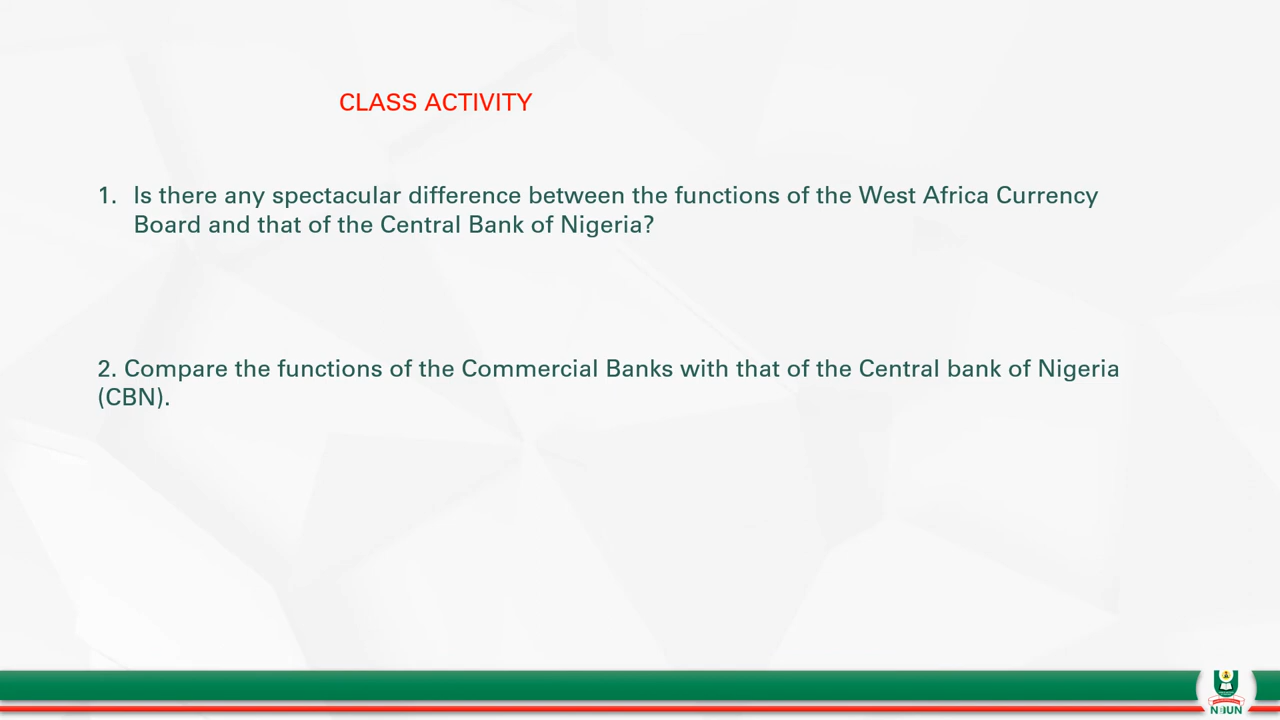 CLASS ACTIVITY
1. Is there any spectacular difference between the functions of the West Africa Currency
Board and that of the Central Bank of Nigeria?
2. Compare the functions of the Commercial Banks with that of the Central bank of Nigeria
(CBN).
NOUN